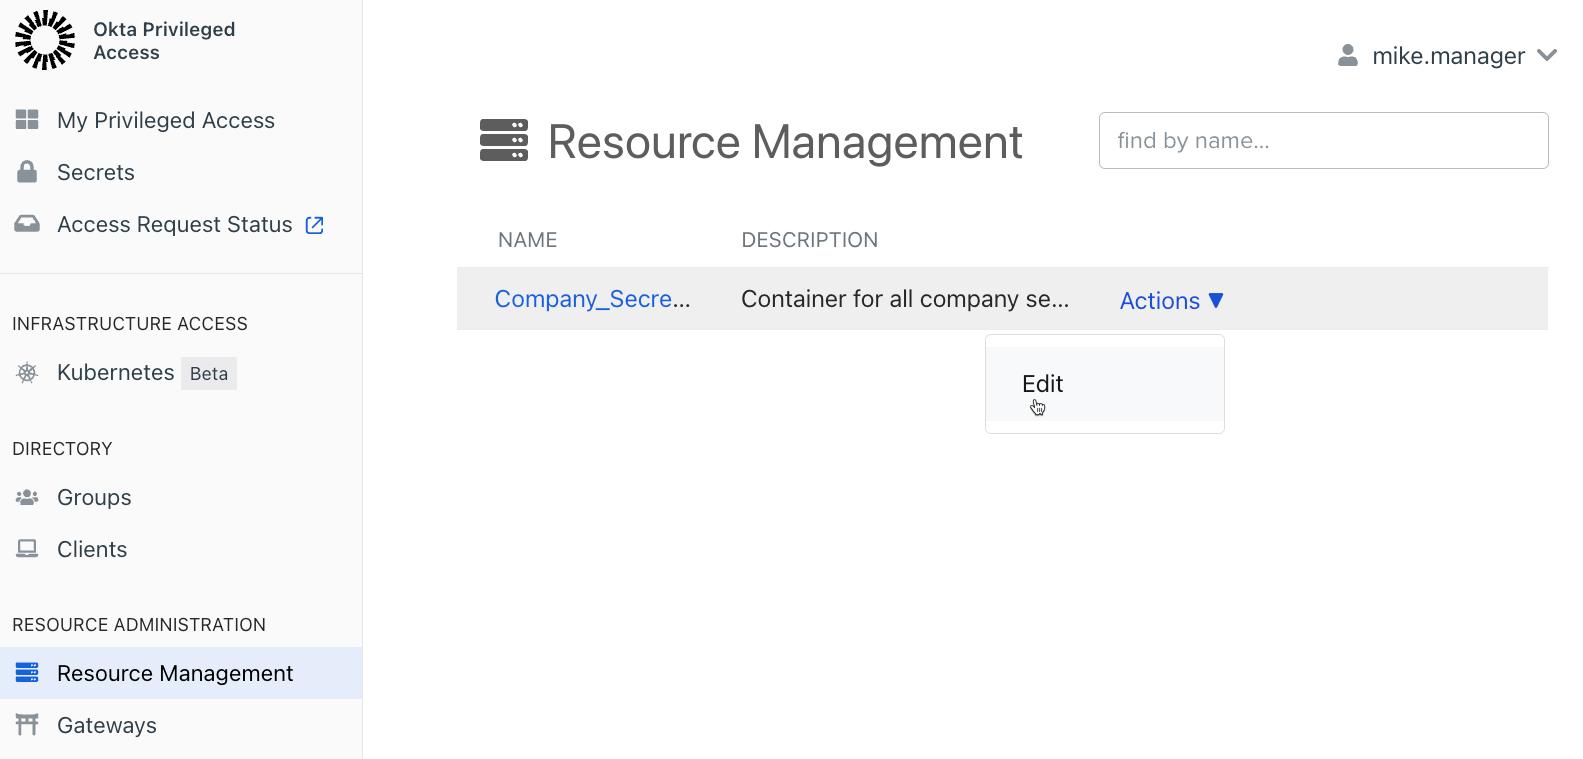 Okta Privileged
Access
My Privileged Access
Secrets
Access Request Status
INFRASTRUCTURE ACCESS
Kubernetes Beta
DIRECTORY
Groups
Clients
RESOURCE ADMINISTRATION
Resource Management
Gateways
mike.manager
Resource Management
find by name...
NAME DESCRIPTION
Company_Secre... Container for all company se... Actions ▼
Edit